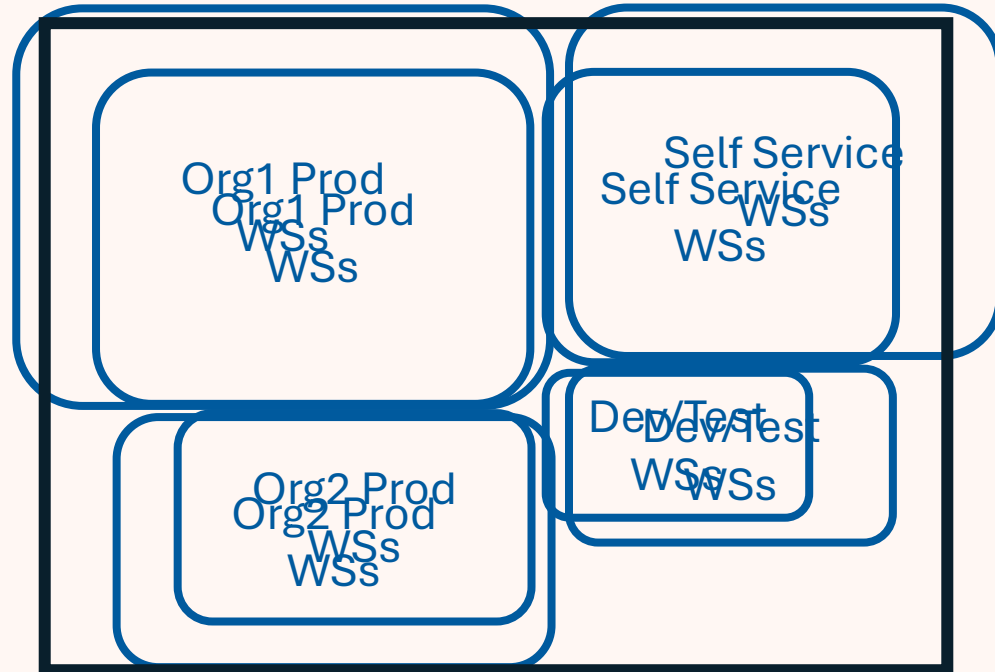 Org1 Prod
WSs
Org1 Prod
WSs
Self Service
WSs
Self Service
WSs
Dev/Test
WSs
Dev/Test
WSs
Org2 Prod
WSs
Org2 Prod
WSs